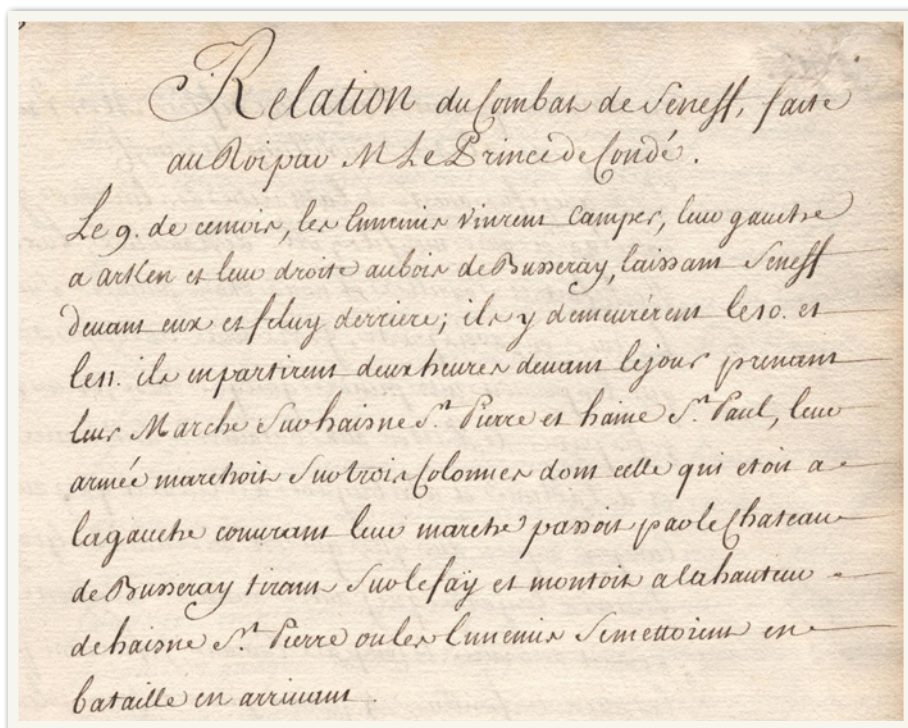 Relation du Combat de Seneff, faite
au Roi par M Le Prince de Condé.
Le 9. de ce mois, les Ennemis vinrent Camper, leur gauche
a arKen et leur droite au bois de Busseray, laissant Seneff
devant eux et feluy derriere; ils y demeurérent le 10. et
le 11. ils en partirent deux heures devant le jour prenant
leur Marche Sur haisne St. Pierre et haine St. Paul, leur
armée marchoit Sur trois Colonnes dont celle qui etoit a
la gauche couvrant leur marche passoit par le Chateau
de Busseray tirant Sur le faÿ et montoit a la hauteur
de haisne St. Pierre ou les Ennemis Se mettoient en
bataille en arrivant.